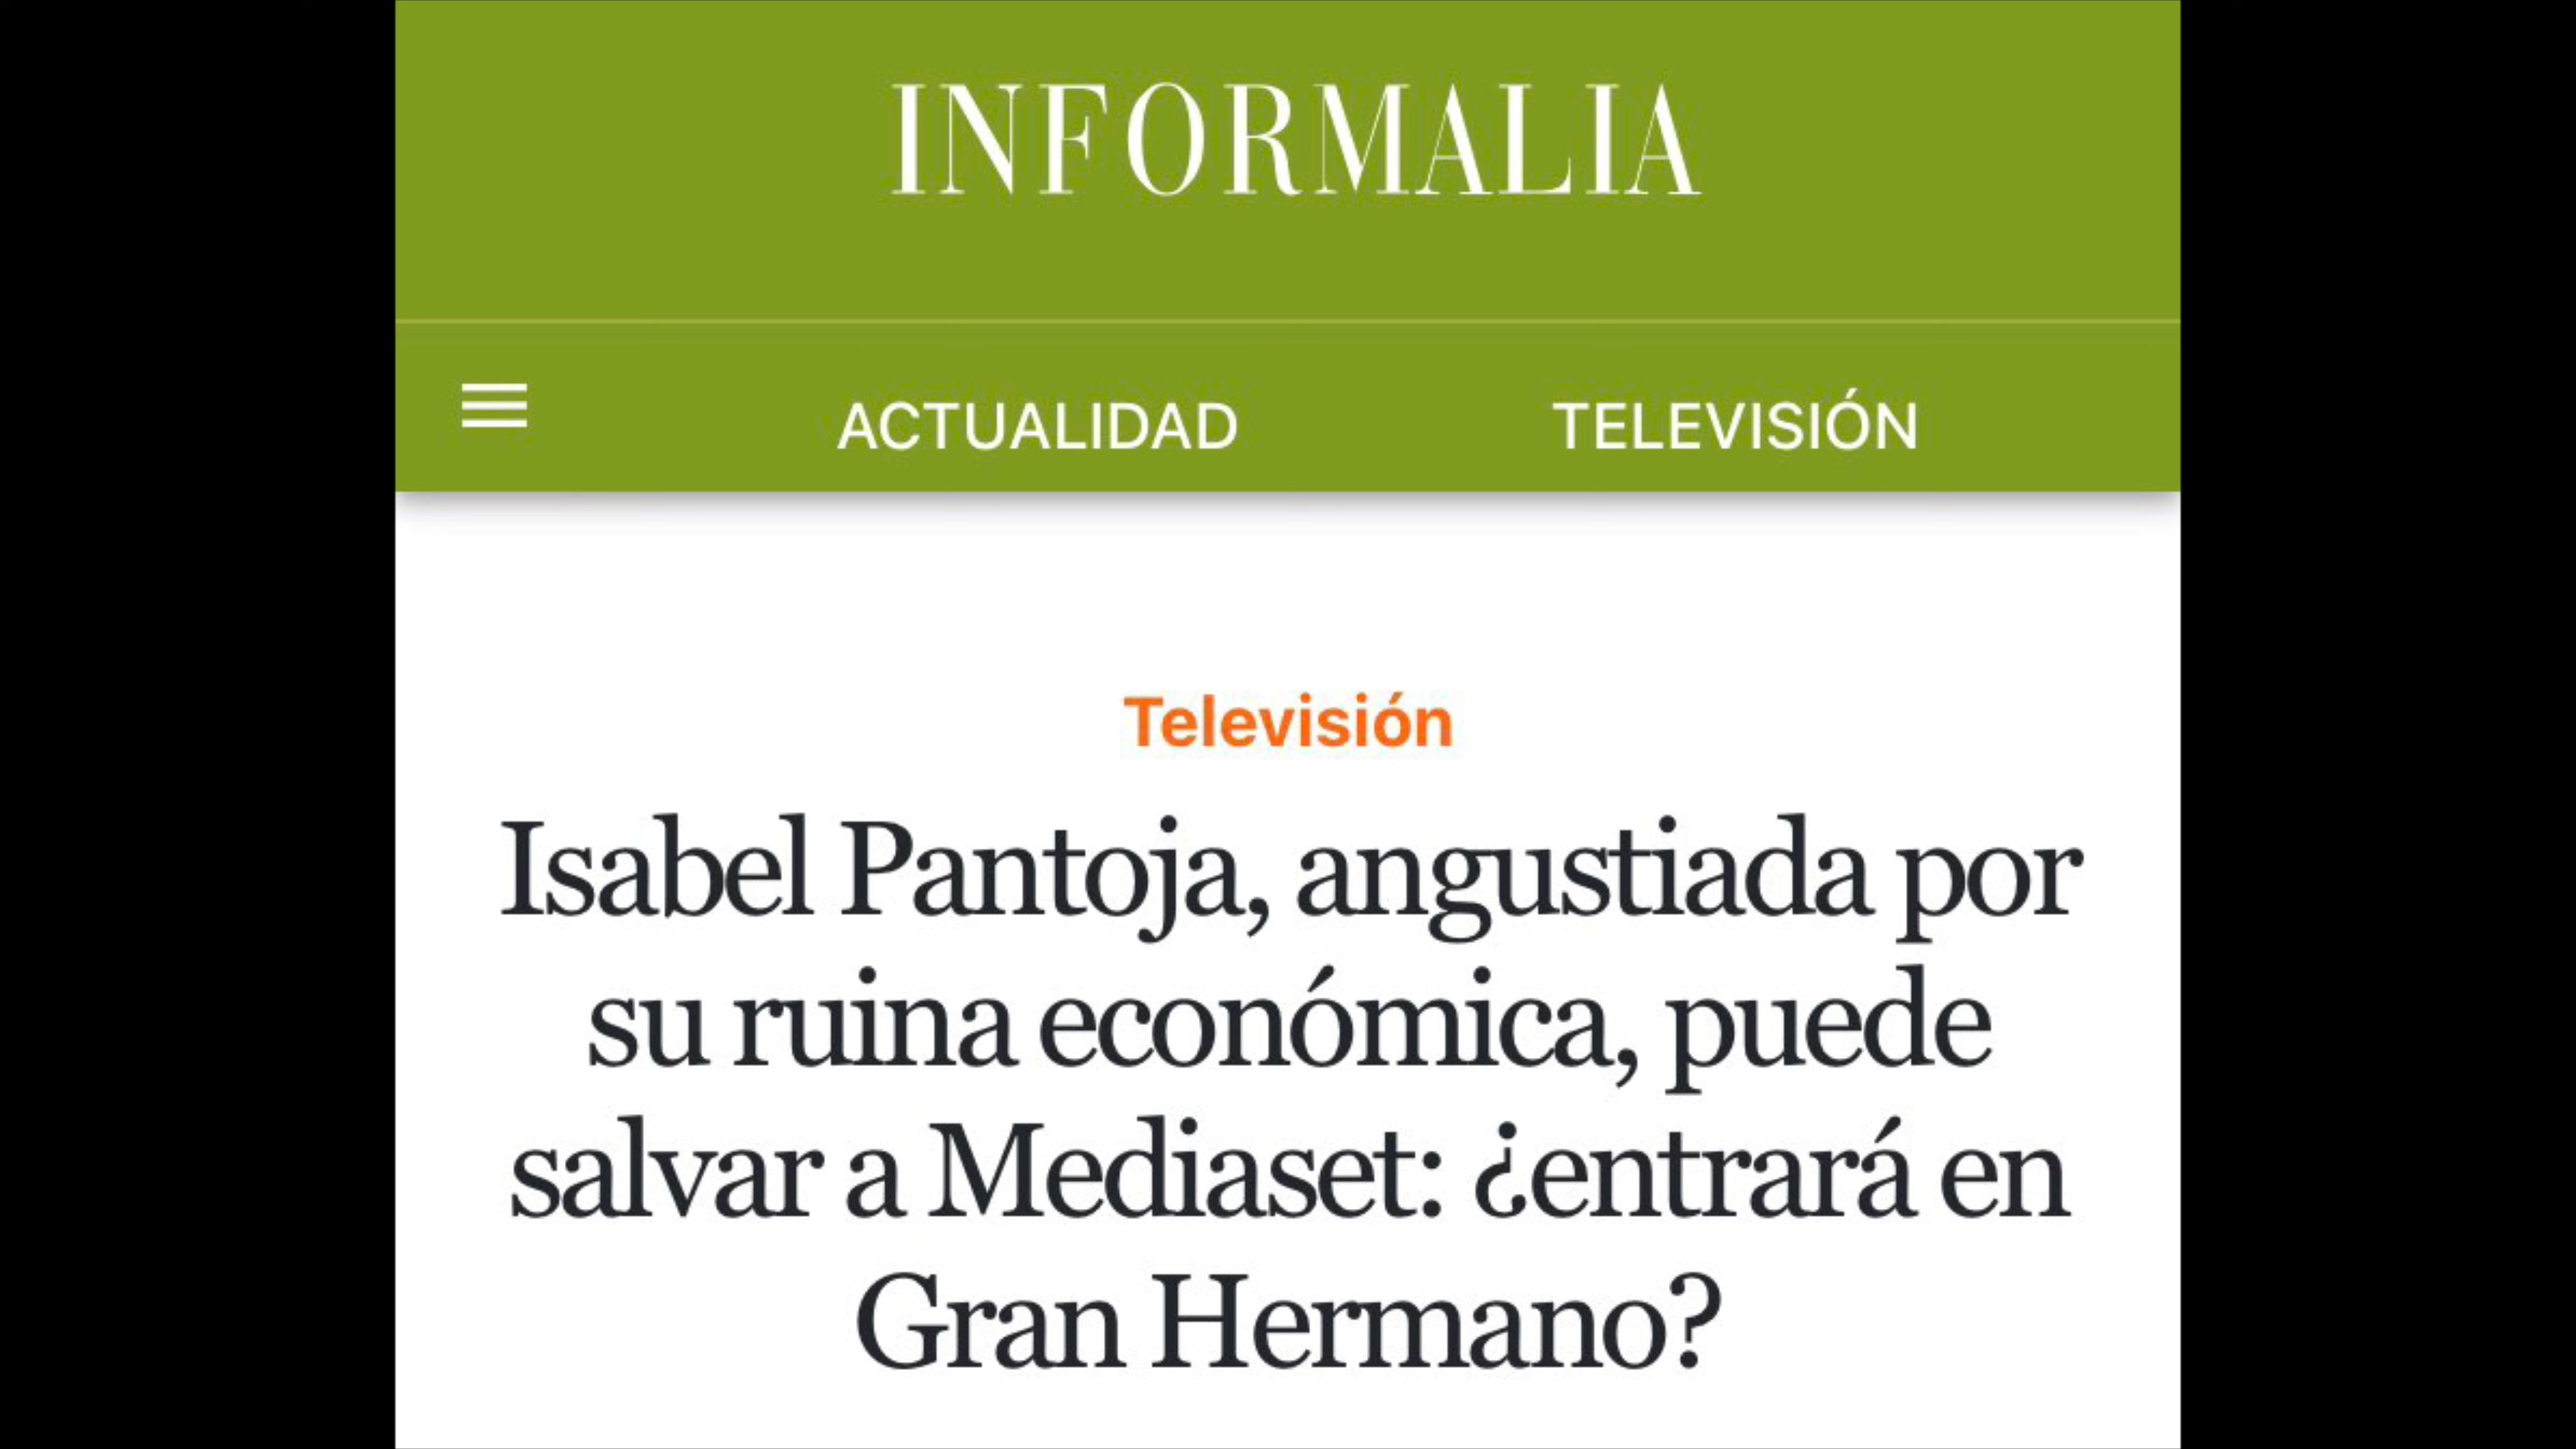 INFORMALIA
ACTUALIDAD TELEVISIÓN
Televisión
Isabel Pantoja, angustiada por
su ruina económica, puede
salvar a Mediaset: ¿entrará en
Gran Hermano?